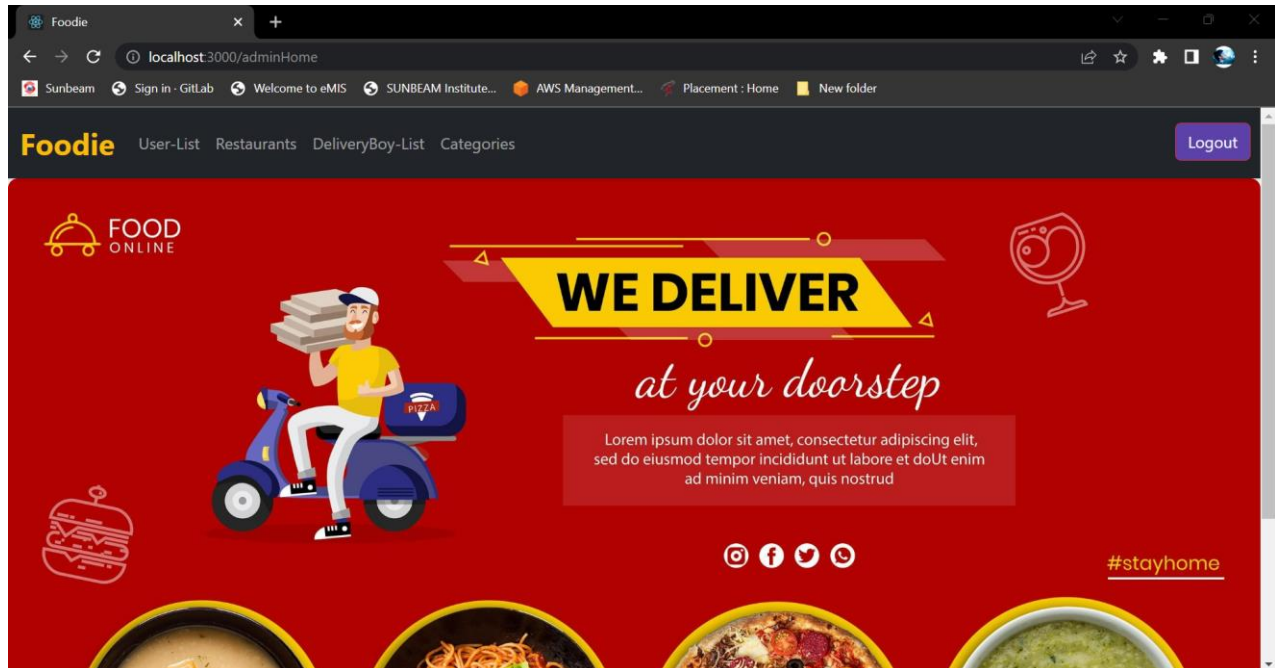 Foodie
localhost:3000/adminHome
Sunbeam Sign in · GitLab Welcome to eMIS SUNBEAM Institute... AWS Management... Placement : Home New folder
Foodie User-List Restaurants DeliveryBoy-List Categories Logout
FOOD
ONLINE
WE DELIVER
at your doorstep
PIZZA
Lorem ipsum dolor sit amet, consectetur adipiscing elit,
sed do eiusmod tempor incididunt ut labore et doUt enim
ad minim veniam, quis nostrud
#stayhome